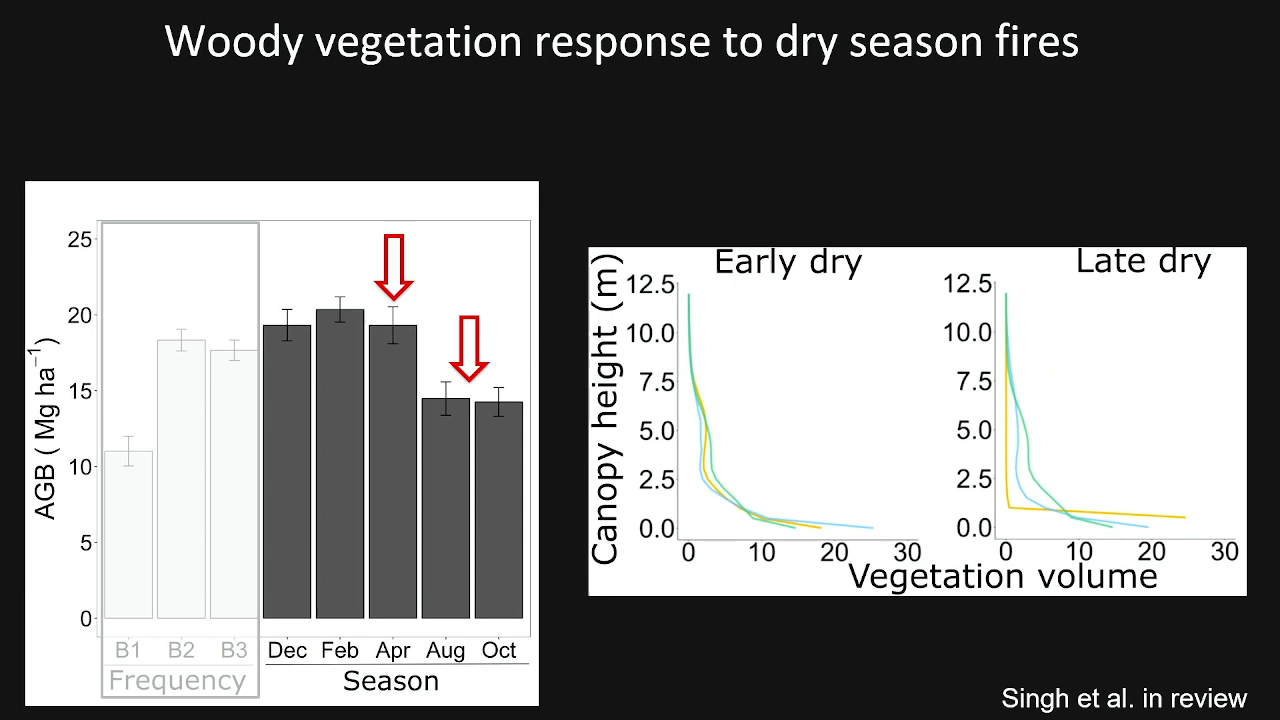 Woody vegetation response to dry season fires
AGB ( Mg ha⁻¹)
25
20
15
10
5
0
B1 B2 B3 Dec Feb Apr Aug Oct
Frequency Season
Early dry Late dry
Canopy height (m)
12.5
10.0
7.5
5.0
2.5
0.0
0 10 20 30
12.5
10.0
7.5
5.0
2.5
0.0
0 10 20 30
Vegetation volume
Singh et al. in review